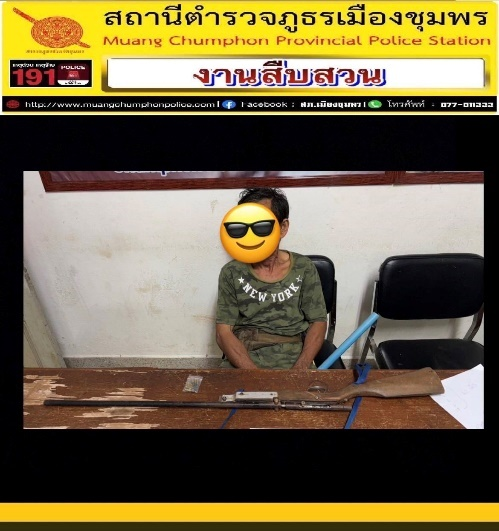 สถานีตำรวจภูธรเมืองชุมพร
Muang Chumphon Provincial Police Station
191
POLICE
งานสืบสวน
http://www.muangchumphonpolice.com | facebook : สภ.เมืองชุมพร | โทรศัพท์ : 077-011333
NEW YORK